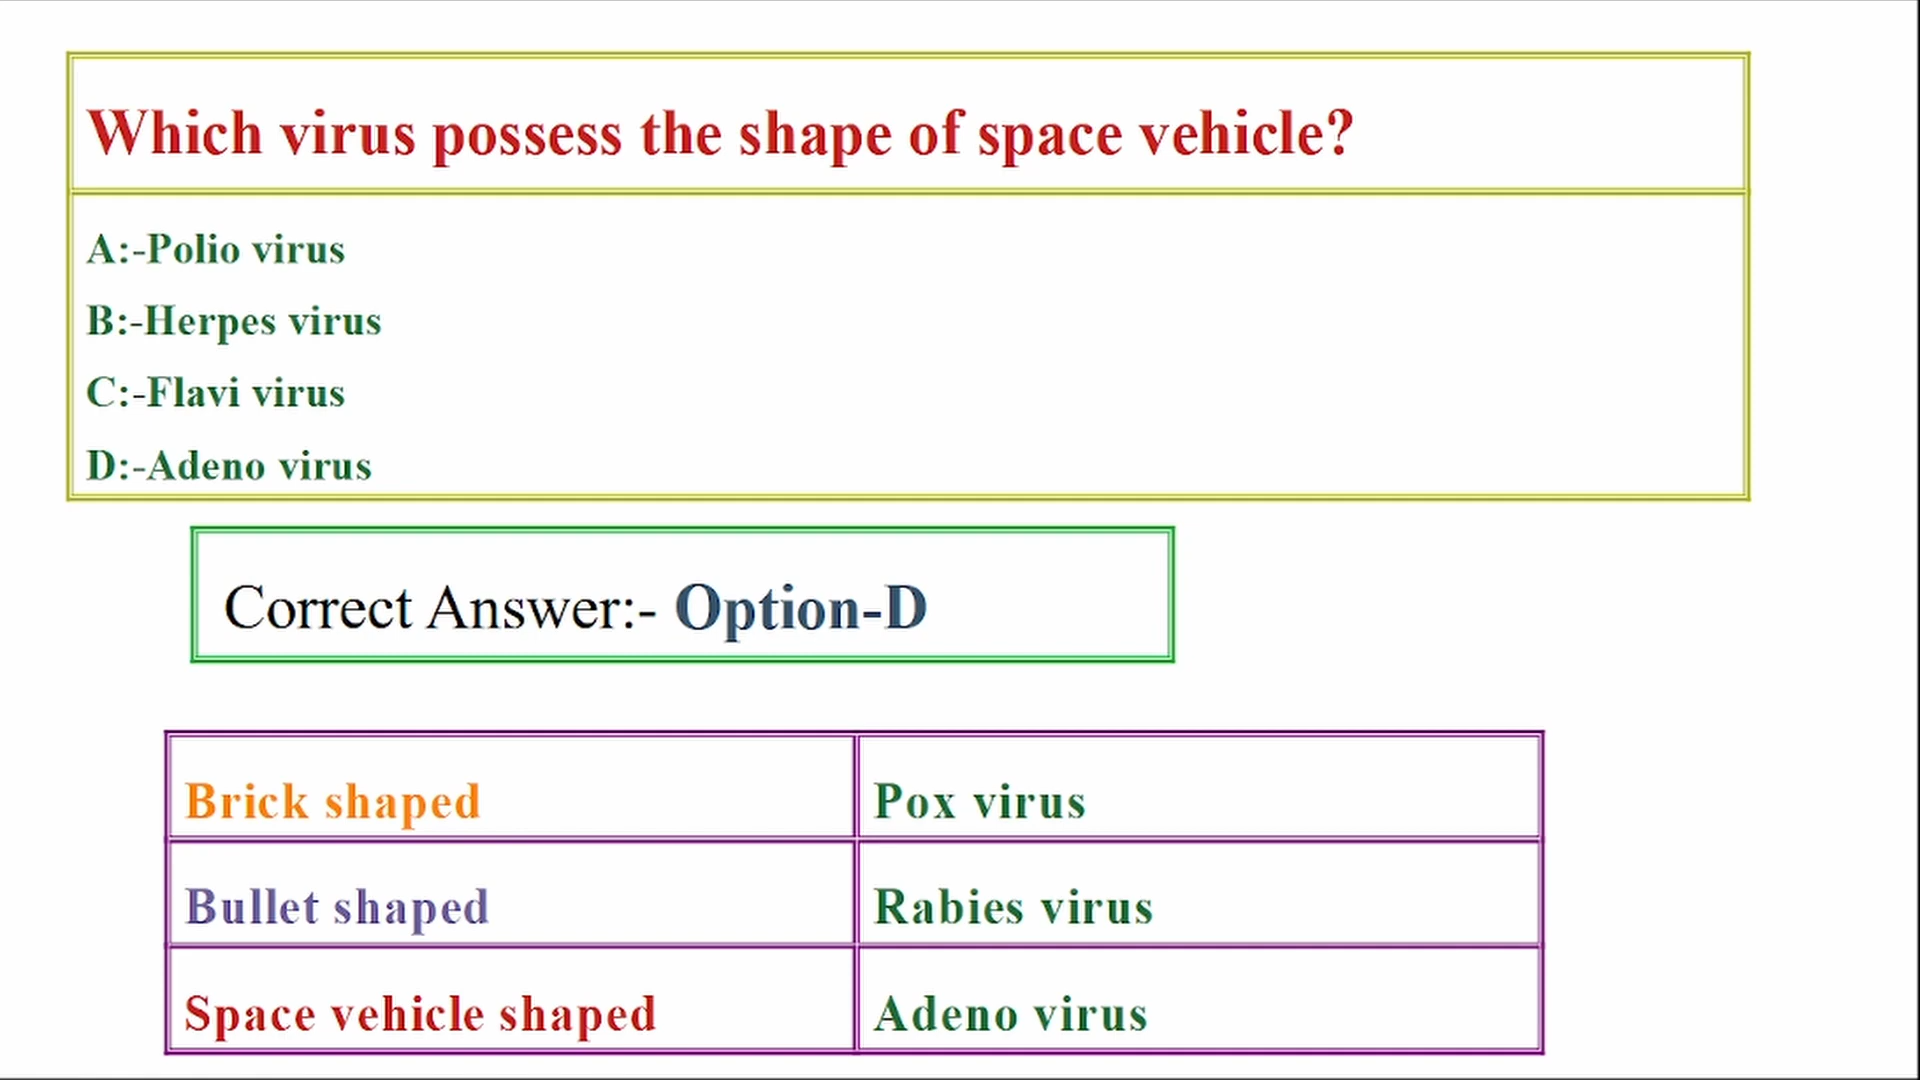 Which virus possess the shape of space vehicle?
A:-Polio virus
B:-Herpes virus
C:-Flavi virus
D:-Adeno virus
Correct Answer:- Option-D
Brick shaped
Pox virus
Bullet shaped
Rabies virus
Space vehicle shaped
Adeno virus